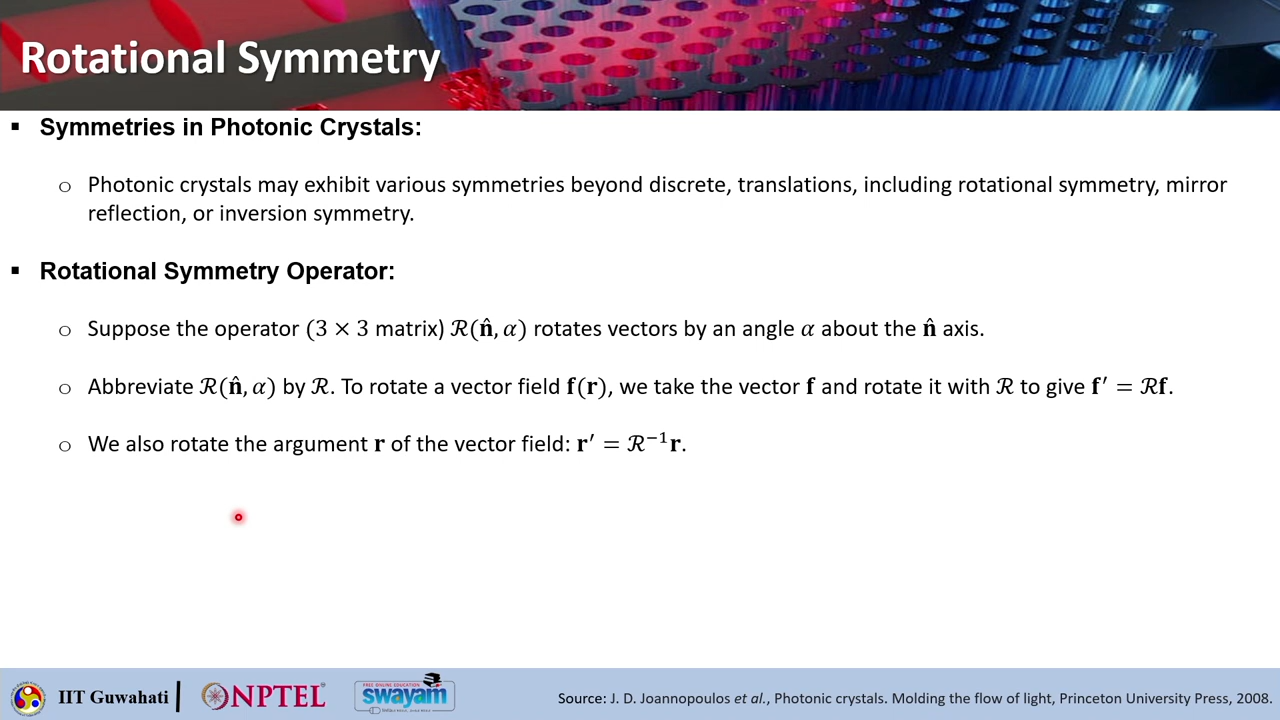 Rotational Symmetry
▪ Symmetries in Photonic Crystals:
o Photonic crystals may exhibit various symmetries beyond discrete, translations, including rotational symmetry, mirror
reflection, or inversion symmetry.
▪ Rotational Symmetry Operator:
o Suppose the operator (3 × 3 matrix) ℛ(n̂, α) rotates vectors by an angle α about the n̂ axis.
o Abbreviate ℛ(n̂, α) by ℛ. To rotate a vector field f(r), we take the vector f and rotate it with ℛ to give f′ = ℛf.
o We also rotate the argument r of the vector field: r′ = ℛ⁻¹r.
IIT Guwahati
NPTEL
FREE ONLINE EDUCATION
swayam
Source: J. D. Joannopoulos et al., Photonic crystals. Molding the flow of light, Princeton University Press, 2008.